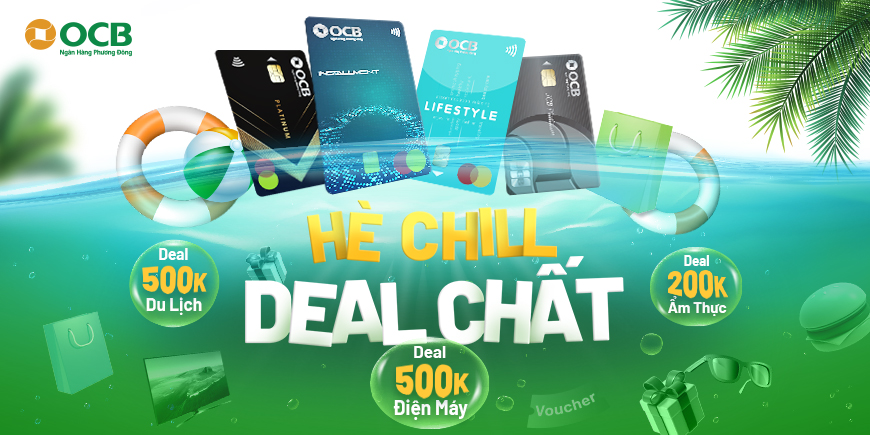 OCB
Ngân Hàng Phương Đông
OCB
PLATINUM
OCB
INSTALLMENT
OCB
LIFESTYLE
OCB
HÈ CHILL
DEAL CHẤT
Deal
500K
Du Lịch
Deal
200K
Ẩm Thực
Deal
500K
Điện Máy
Voucher